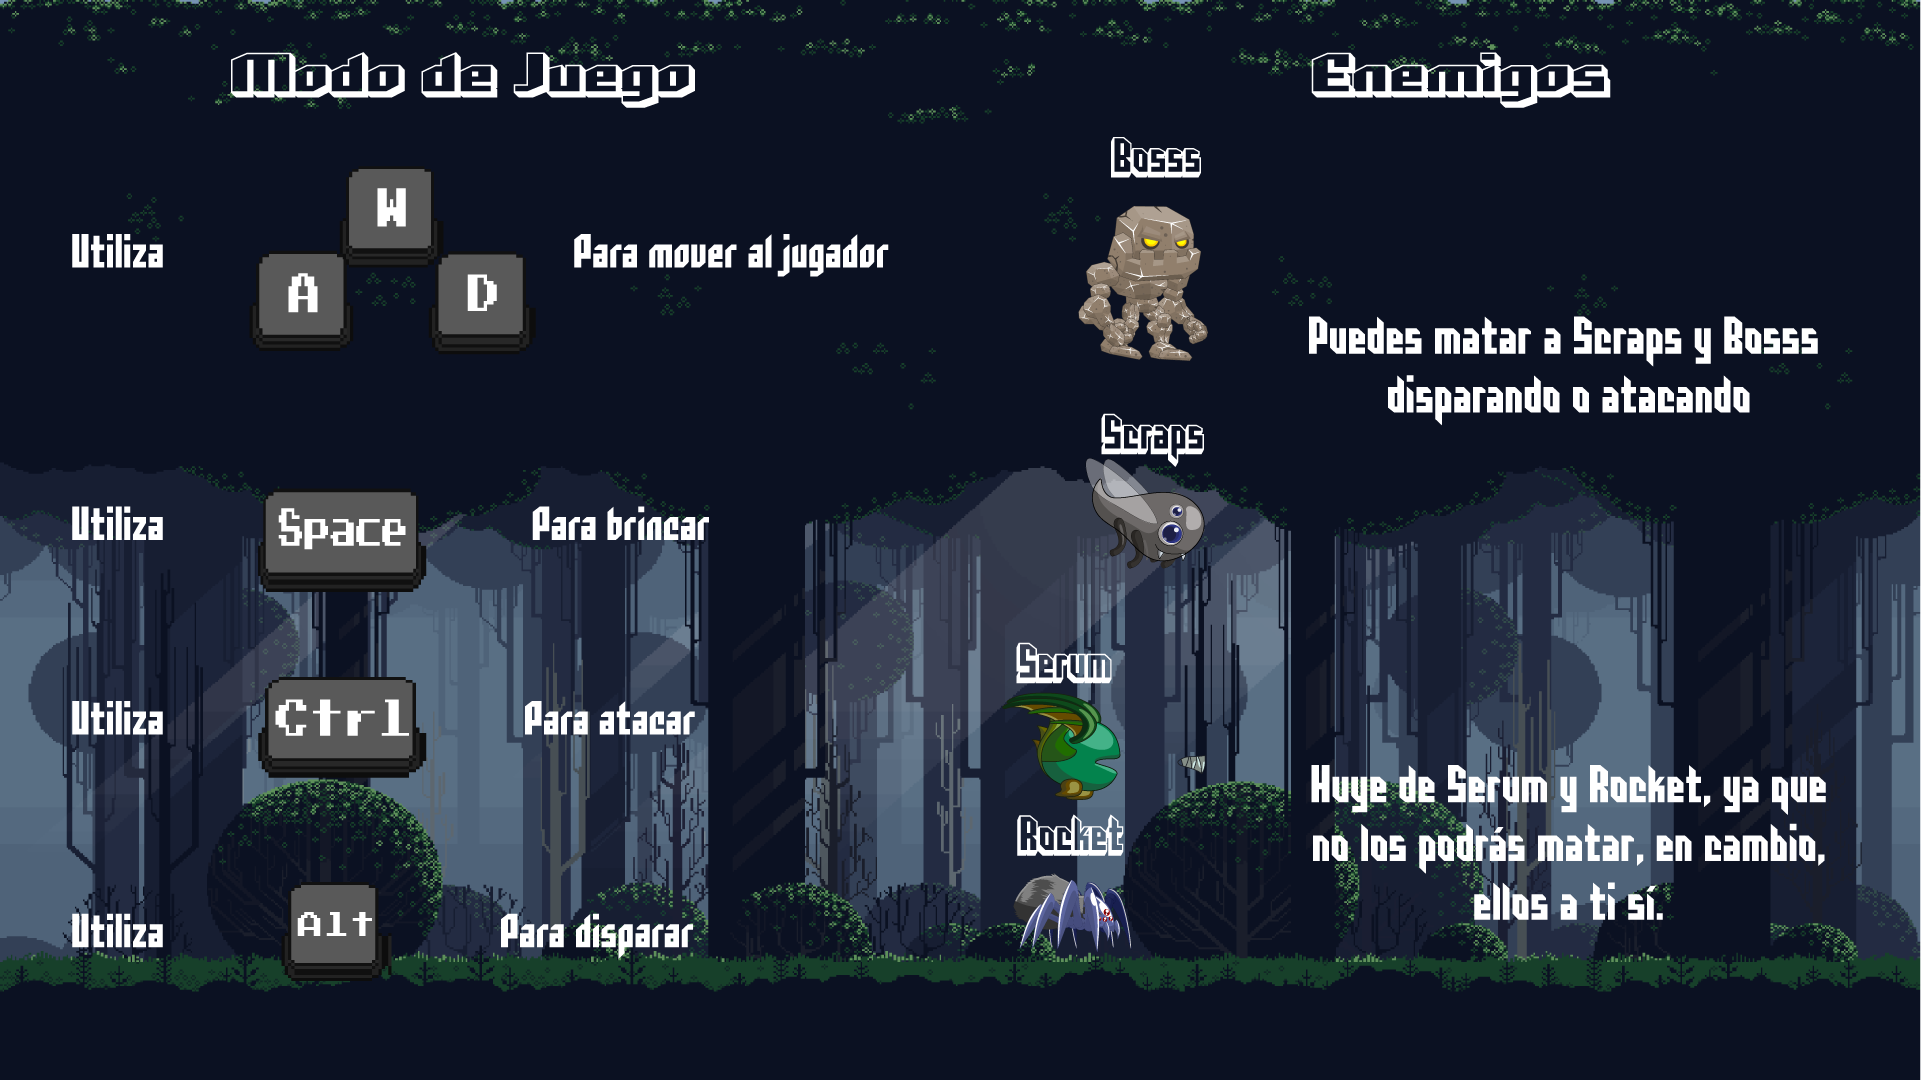 Modo de Juego
Utiliza
W
A
D
Para mover al jugador
Utiliza
Space
Para brincar
Utiliza
Ctrl
Para atacar
Utiliza
Alt
Para disparar
Enemigos
Bosss
Scraps
Puedes matar a Scraps y Bosss
disparando o atacando
Serum
Rocket
Huye de Serum y Rocket, ya que
no los podrás matar, en cambio,
ellos a ti sí.